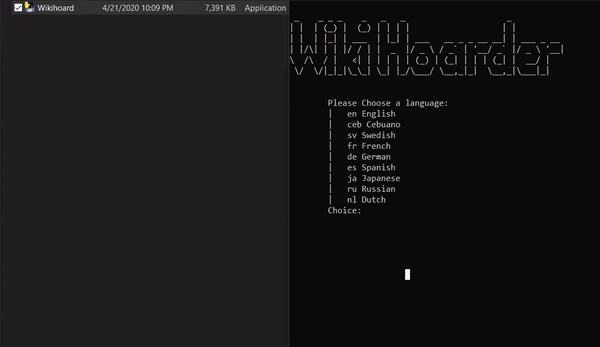 Wikihoard 4/21/2020 10:09 PM 7,391 KB Application
WikiHoarder
Please Choose a language:
| en English
| ceb Cebuano
| sv Swedish
| fr French
| de German
| es Spanish
| ja Japanese
| ru Russian
| nl Dutch
Choice: